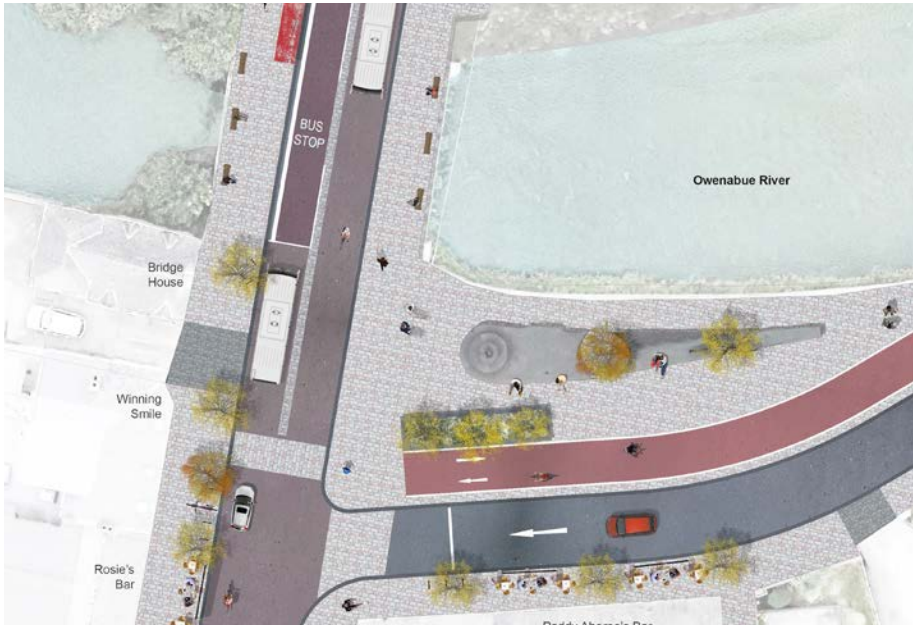 BUS
STOP
Owenabue River
Bridge
House
Winning
Smile
Rosie's
Bar